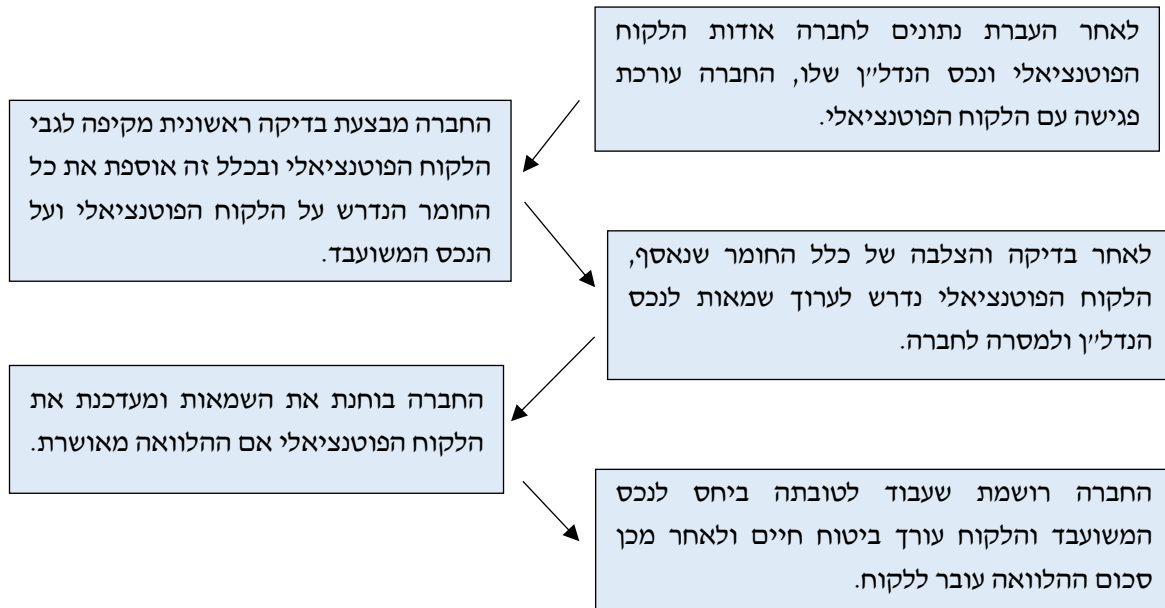 לאחר העברת נתונים לחברה אודות הלקוח
הפוטנציאלי ונכס הנדל״ן שלו, החברה עורכת
פגישה עם הלקוח הפוטנציאלי.
החברה מבצעת בדיקה ראשונית מקיפה לגבי
הלקוח הפוטנציאלי ובכלל זה אוספת את כל
החומר הנדרש על הלקוח הפוטנציאלי ועל
הנכס המשועבד.
לאחר בדיקה והצלבה של כלל החומר שנאסף,
הלקוח הפוטנציאלי נדרש לערוך שמאות לנכס
הנדל״ן ולמסרה לחברה.
החברה בוחנת את השמאות ומעדכנת את
הלקוח הפוטנציאלי אם ההלוואה מאושרת.
החברה רושמת שעבוד לטובתה ביחס לנכס
המשועבד והלקוח עורך ביטוח חיים ולאחר מכן
סכום ההלוואה עובר ללקוח.